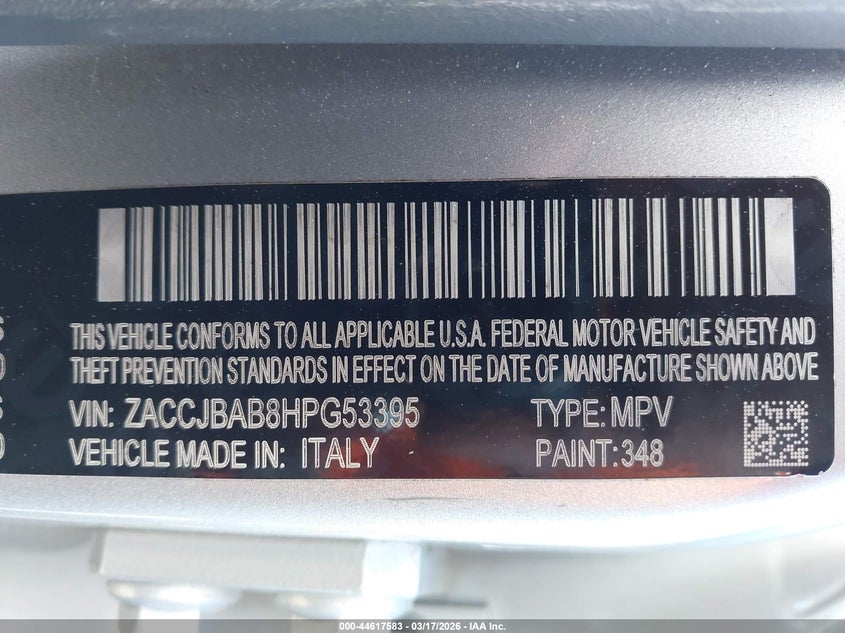 THIS VEHICLE CONFORMS TO ALL APPLICABLE U.S.A. FEDERAL MOTOR VEHICLE SAFETY AND
THEFT PREVENTION STANDARDS IN EFFECT ON THE DATE OF MANUFACTURE SHOWN ABOVE
VIN: ZACCJBAB8HPG53395 TYPE: MPV
VEHICLE MADE IN: ITALY PAINT: 348
000-44617583 — 03/17/2026 — IAA Inc.